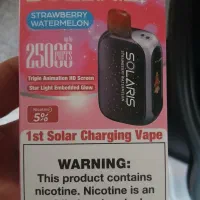 STRAWBERRY
WATERMELON
25000
Triple Animation HD Screen
Star Light Embedded Glow
5%
SOLARIS
1st Solar Charging Vape
WARNING:
This product contains
nicotine. Nicotine is an